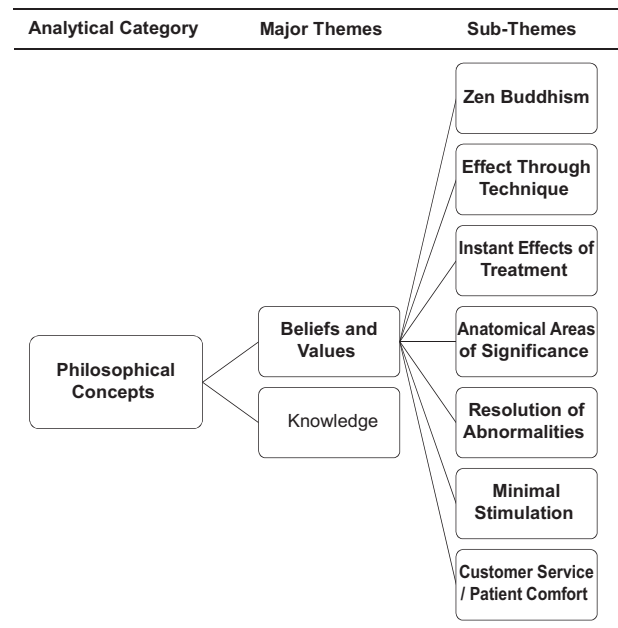 Analytical Category Major Themes Sub-Themes
Zen Buddhism
Effect Through
Technique
Instant Effects of
Treatment
Anatomical Areas
of Significance
Resolution of
Abnormalities
Minimal
Stimulation
Customer Service
/ Patient Comfort
Beliefs and
Values
Knowledge
Philosophical
Concepts